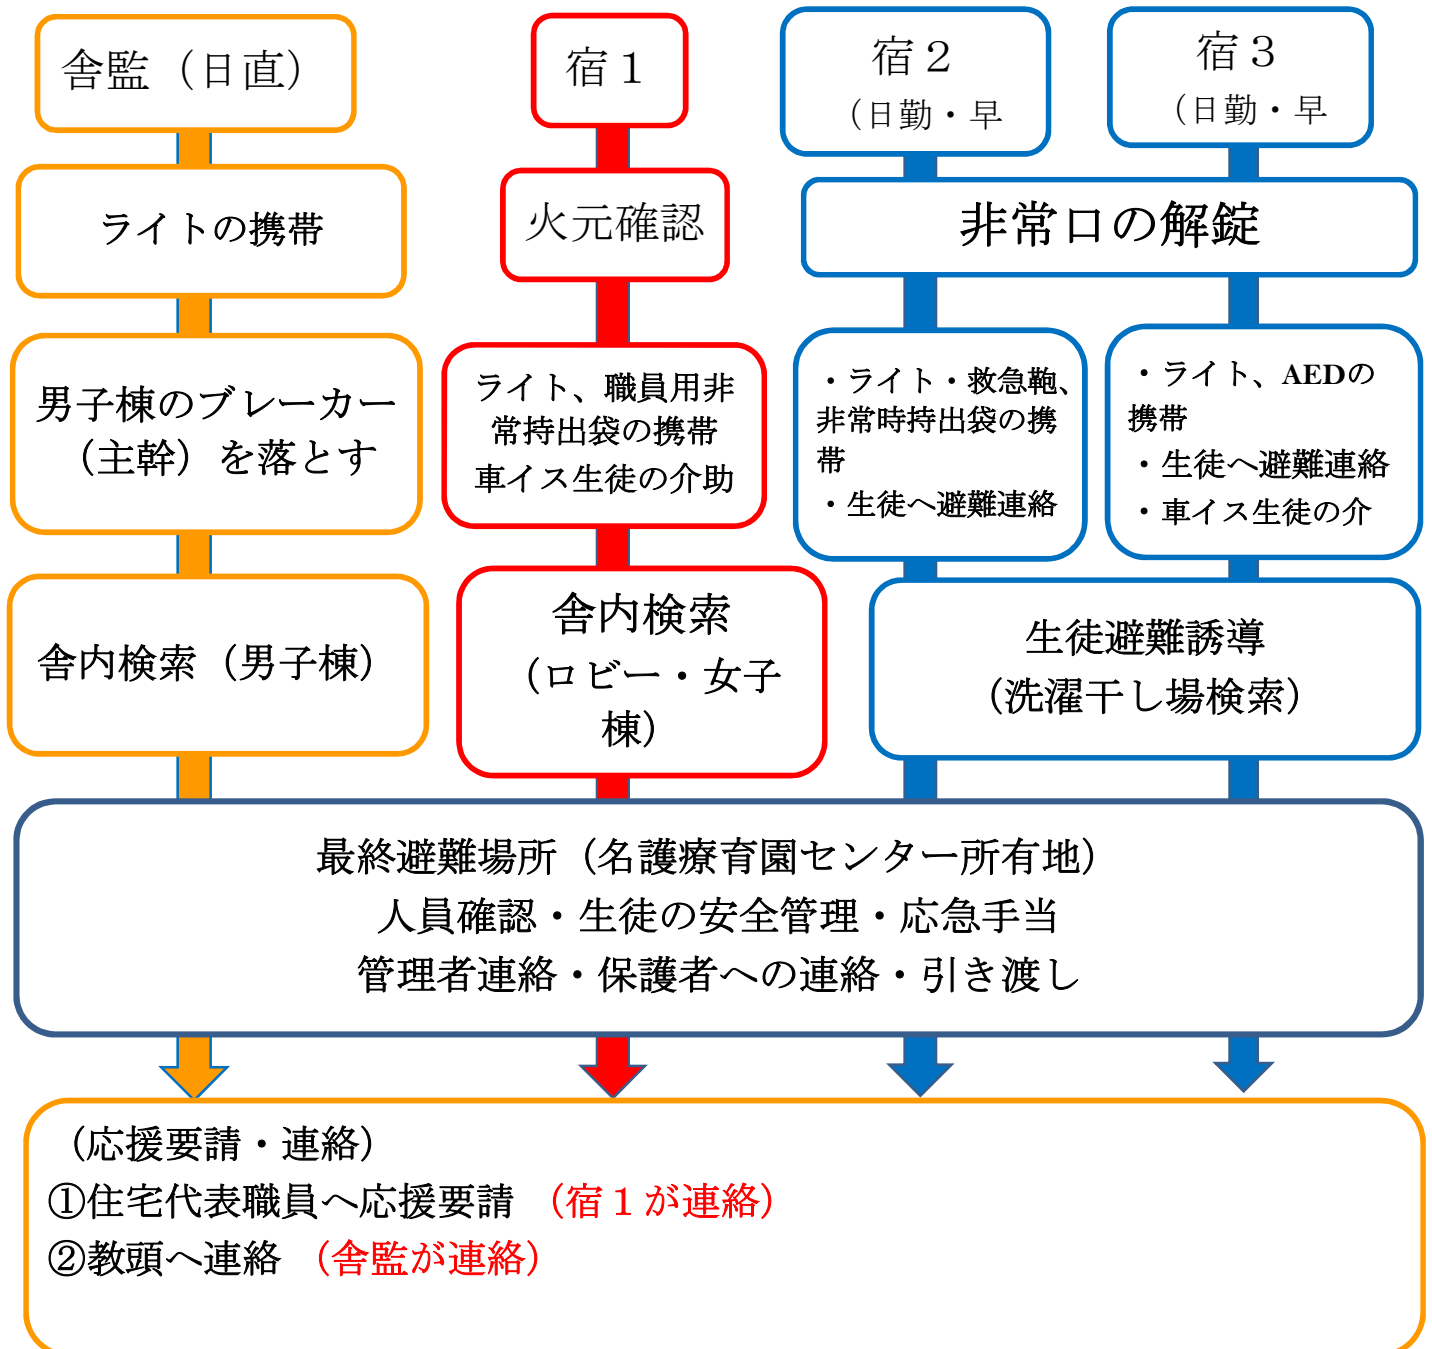 舎監（日直）
宿１
宿２
（日勤・早
宿３
（日勤・早
ライトの携帯
火元確認
非常口の解錠
男子棟のブレーカー
（主幹）を落とす
ライト、職員用非
常持出袋の携帯
車イス生徒の介助
・ライト・救急鞄、
非常時持出袋の携
帯
・生徒へ避難連絡
・ライト、AEDの
携帯
・生徒へ避難連絡
・車イス生徒の介
舎内検索（男子棟）
舎内検索
（ロビー・女子
棟）
生徒避難誘導
（洗濯干し場検索）
最終避難場所（名護療育園センター所有地）
人員確認・生徒の安全管理・応急手当
管理者連絡・保護者への連絡・引き渡し
（応援要請・連絡）
①住宅代表職員へ応援要請（宿１が連絡）
②教頭へ連絡（舎監が連絡）